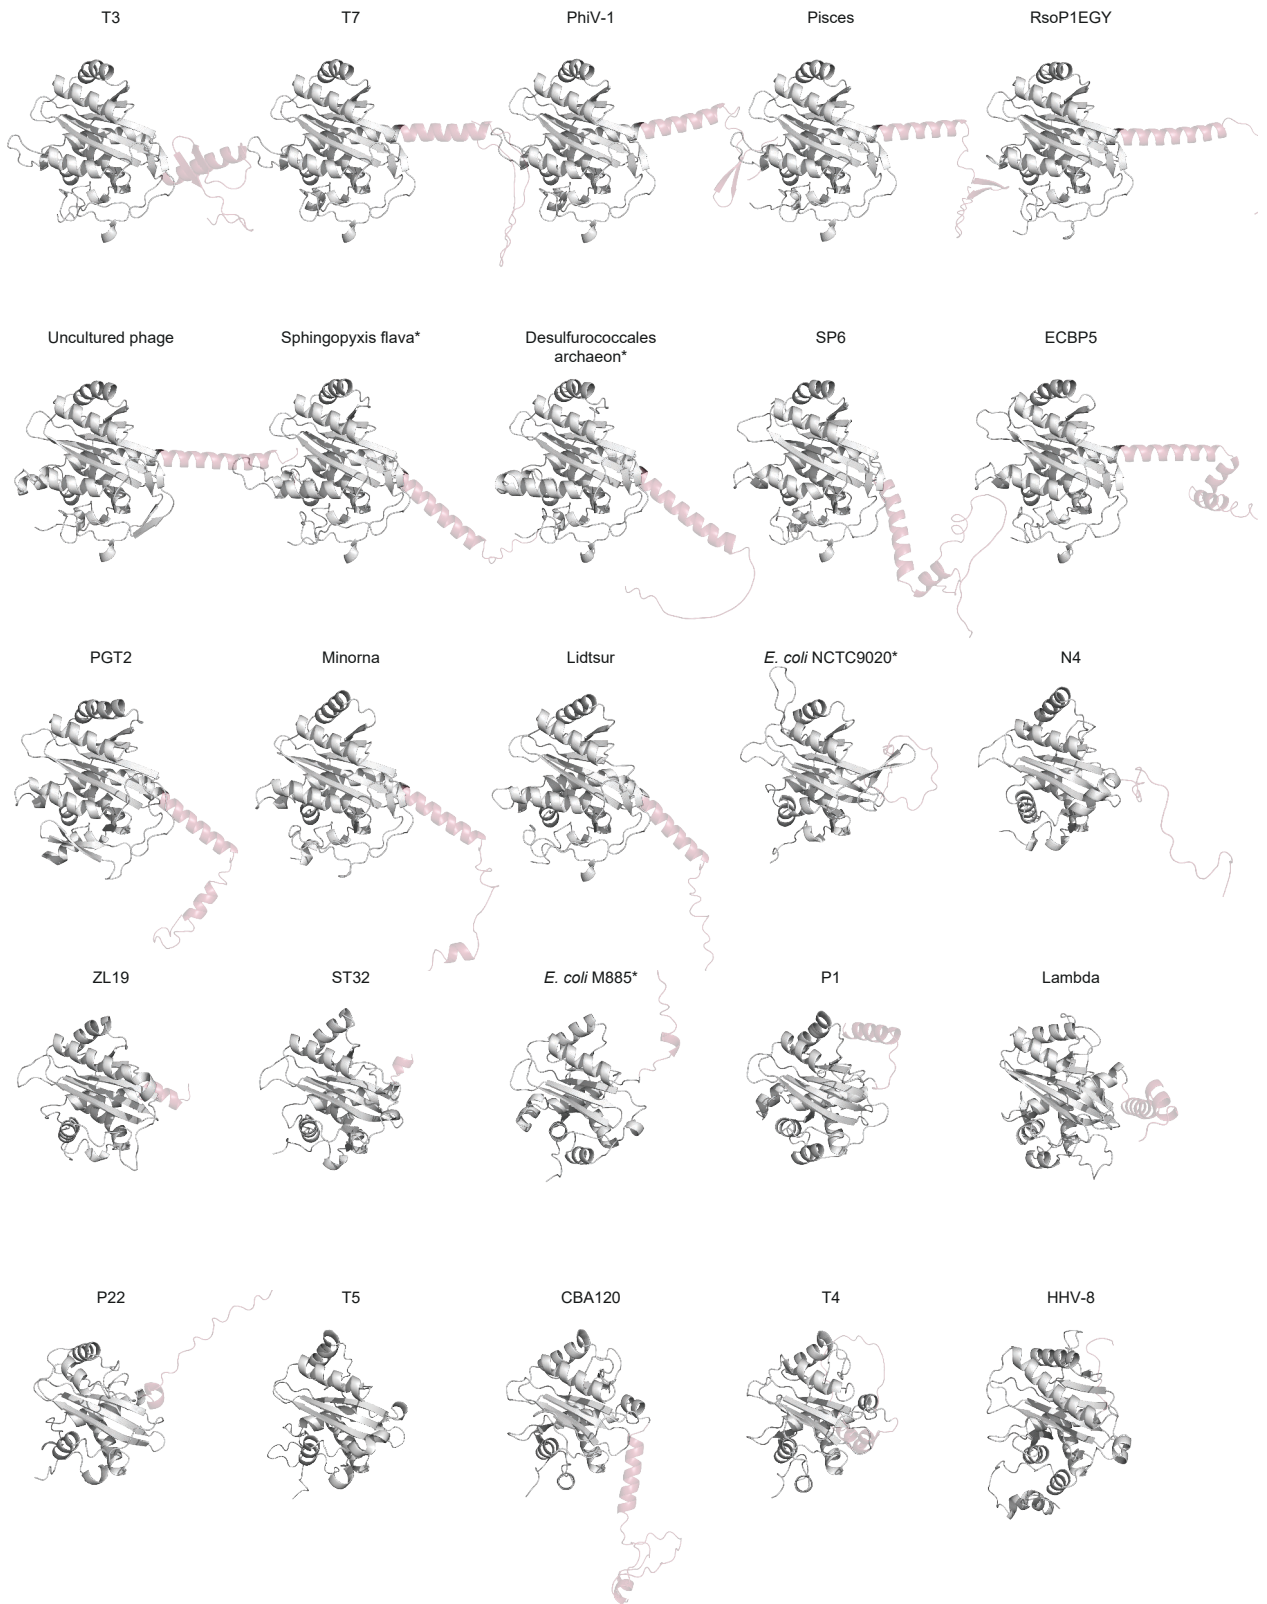 T3
T7
PhiV-1
Pisces
RsoP1EGY
Uncultured phage
Sphingopyxis flava*
Desulfurococcales
archaeon*
SP6
ECBP5
PGT2
Minorna
Lidtsur
E. coli NCTC9020*
N4
ZL19
ST32
E. coli M885*
P1
Lambda
P22
T5
CBA120
T4
HHV-8